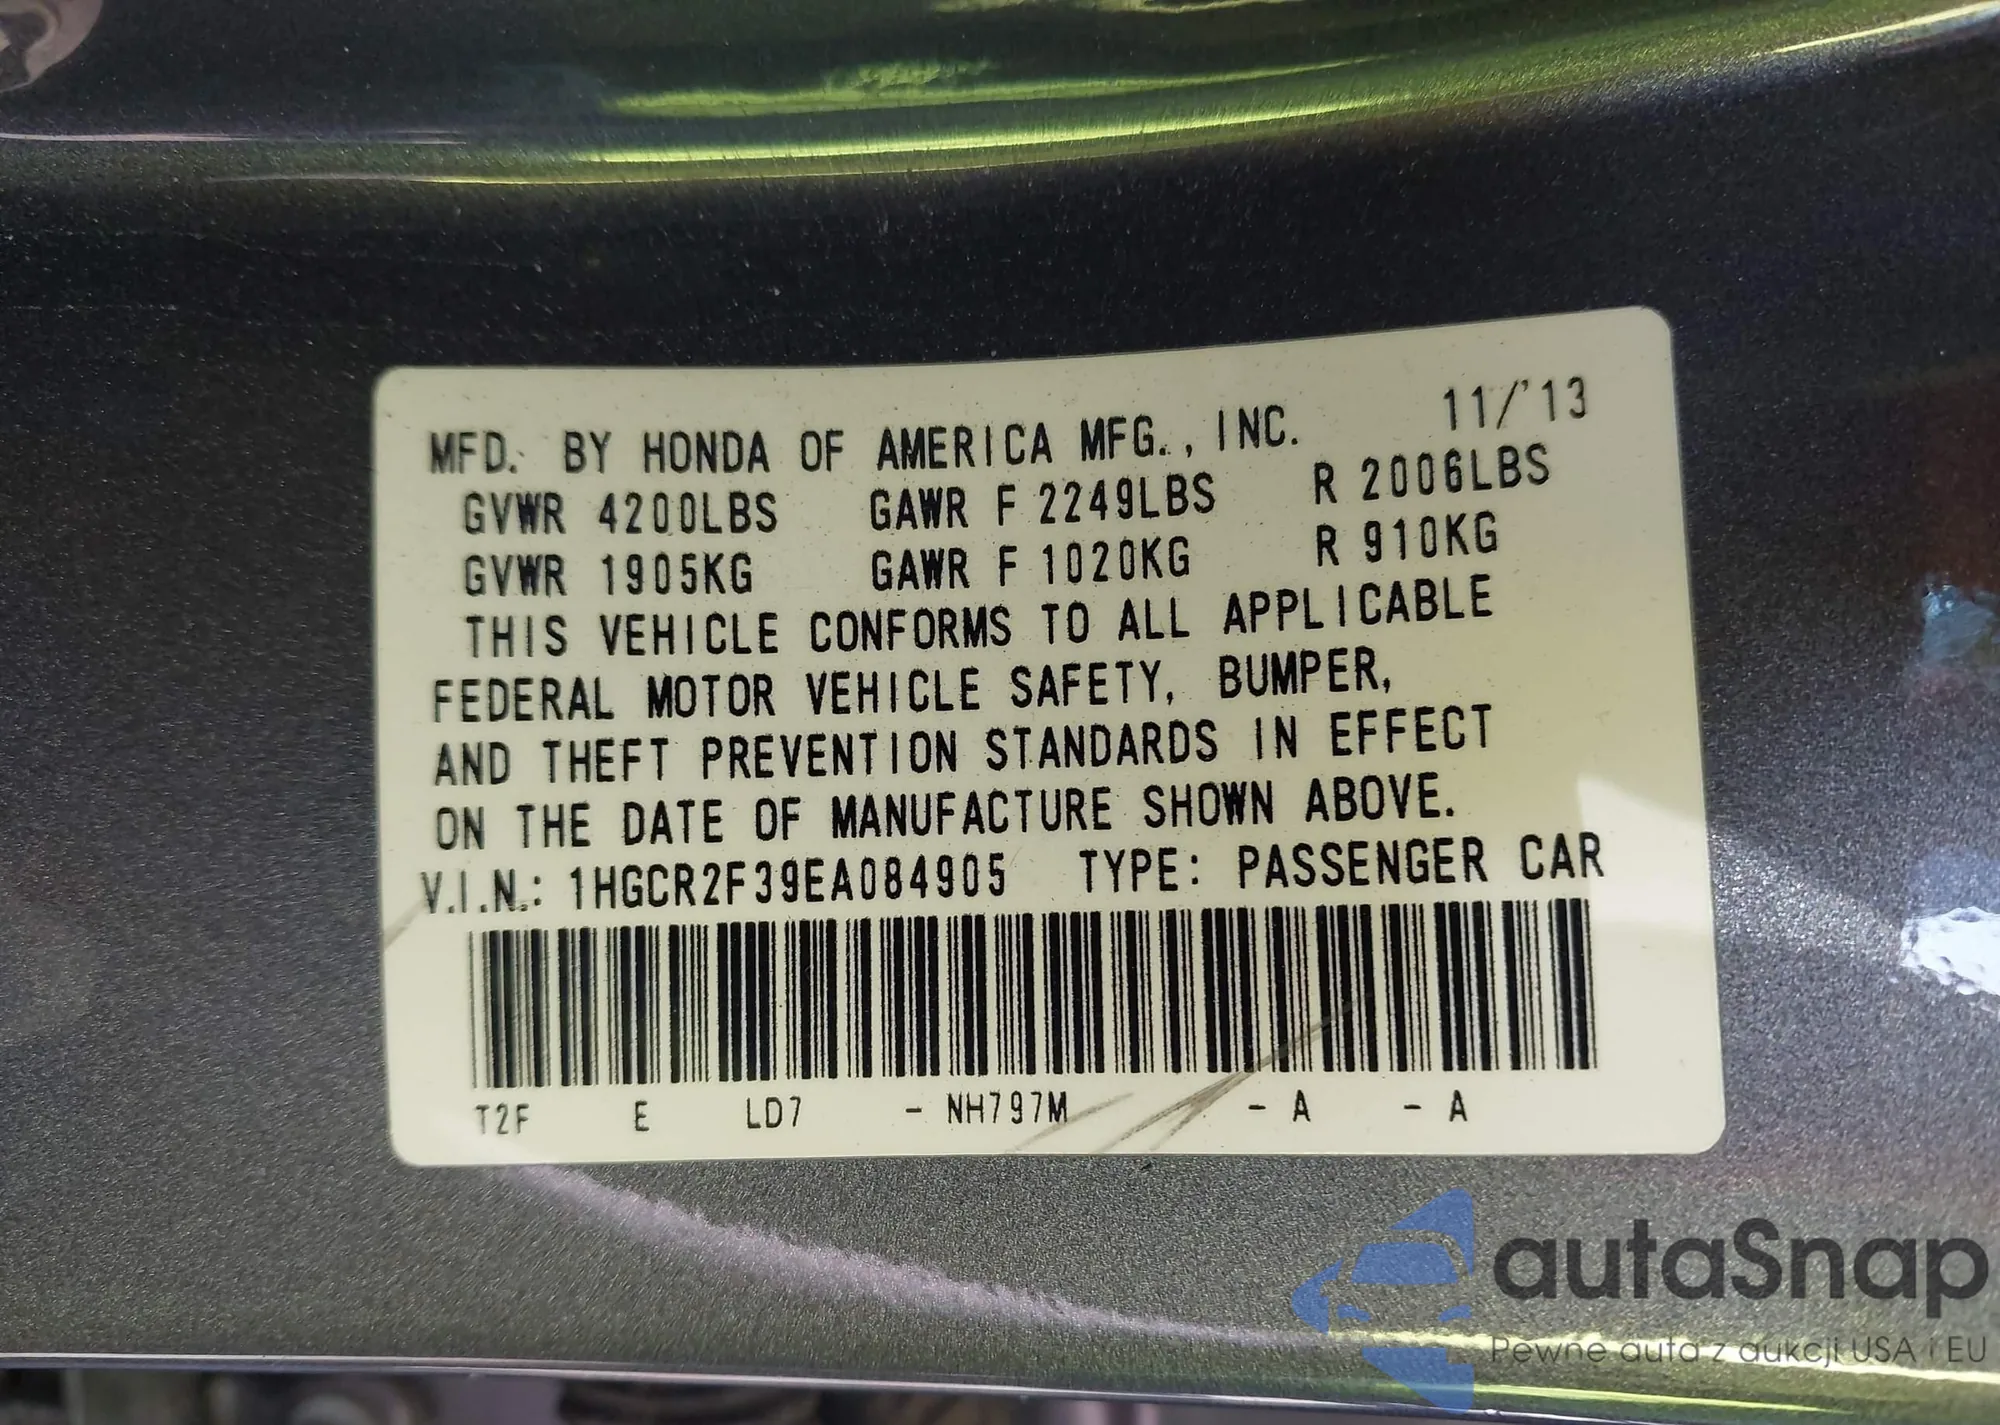 MFD. BY HONDA OF AMERICA MFG., INC. 11/'13
GVWR 4200LBS GAWR F 2249LBS R 2006LBS
GVWR 1905KG GAWR F 1020KG R 910KG
THIS VEHICLE CONFORMS TO ALL APPLICABLE
FEDERAL MOTOR VEHICLE SAFETY, BUMPER,
AND THEFT PREVENTION STANDARDS IN EFFECT
ON THE DATE OF MANUFACTURE SHOWN ABOVE.
V.I.N.: 1HGCR2F39EA084905 TYPE: PASSENGER CAR
T2F E LD7 - NH797M - A - A
autaSnap
Pewne auta z aukcji USA i EU